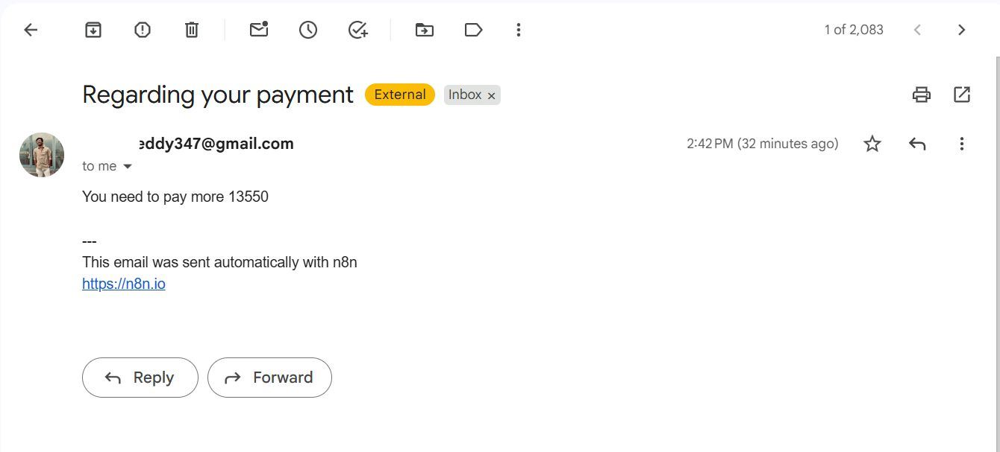 1 of 2,083
Regarding your payment External Inbox ×
eddy347@gmail.com 2:42 PM (32 minutes ago)
to me
You need to pay more 13550
---
This email was sent automatically with n8n
https://n8n.io
Reply Forward